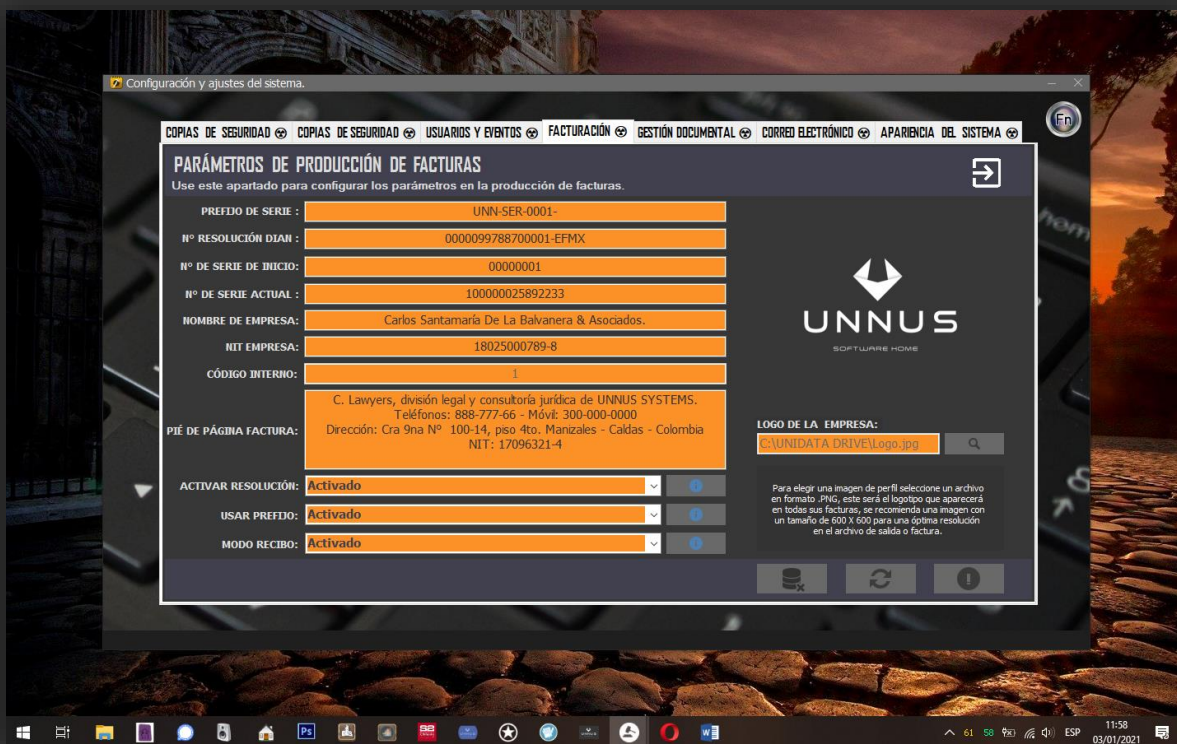 Configuración y ajustes del sistema.
Fn
COPIAS DE SEGURIDAD COPIAS DE SEGURIDAD USUARIOS Y EVENTOS FACTURACIÓN GESTIÓN DOCUMENTAL CORREO ELECTRÓNICO APARIENCIA DEL SISTEMA
PARÁMETROS DE PRODUCCIÓN DE FACTURAS
Use este apartado para configurar los parámetros en la producción de facturas.
PREFIJO DE SERIE : UNN-SER-0001-
Nº RESOLUCIÓN DIAN : 0000099788700001-EFMX
Nº DE SERIE DE INICIO: 00000001
Nº DE SERIE ACTUAL : 100000025892233
NOMBRE DE EMPRESA: Carlos Santamaría De La Balvanera & Asociados.
NIT EMPRESA: 18025000789-8
CÓDIGO INTERNO: 1
PIÉ DE PÁGINA FACTURA:
C. Lawyers, división legal y consultoría jurídica de UNNUS SYSTEMS.
Teléfonos: 888-777-66 - Móvil: 300-000-0000
Dirección: Cra 9na Nº 100-14, piso 4to. Manizales - Caldas - Colombia
NIT: 17096321-4
ACTIVAR RESOLUCIÓN: Activado
USAR PREFIJO: Activado
MODO RECIBO: Activado
UNNUS
SOFTWARE HOME
LOGO DE LA EMPRESA:
C:\UNIDATA DRIVE\Logo.jpg
Para elegir una imagen de perfil seleccione un archivo
en formato .PNG, este será el logotipo que aparecerá
en todas sus facturas, se recomienda una imagen con
un tamaño de 600 X 600 para una óptima resolución
en el archivo de salida o factura.
home
Ps
61 58 ESP
11:58
03/01/2021